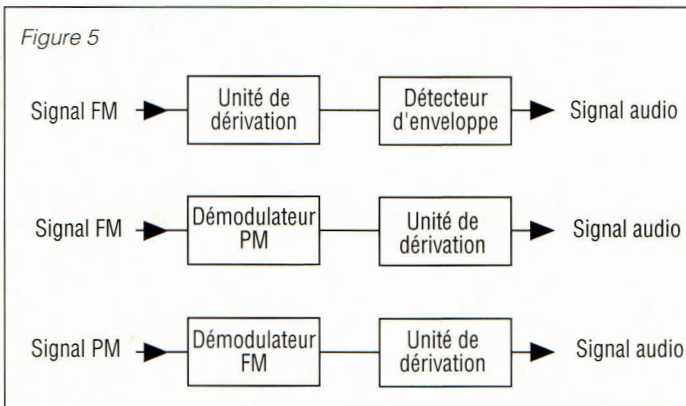 Figure 5
Signal FM
Unité de
dérivation
Détecteur
d'enveloppe
Signal audio
Signal FM
Démodulateur
PM
Unité de
dérivation
Signal audio
Signal PM
Démodulateur
FM
Unité de
dérivation
Signal audio